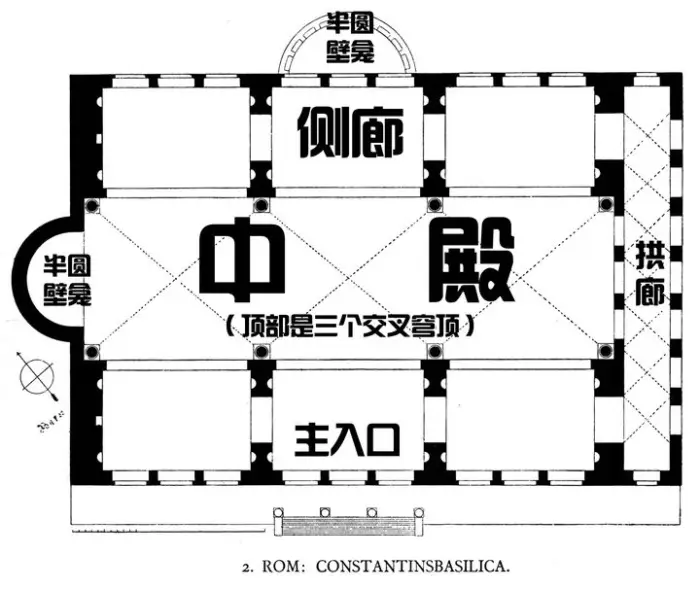 半圆
壁龛
侧廊
中 殿
半圆
壁龛
拱
廊
（顶部是三个交叉穹顶）
主入口
2. ROM: CONSTANTINSBASILICA.